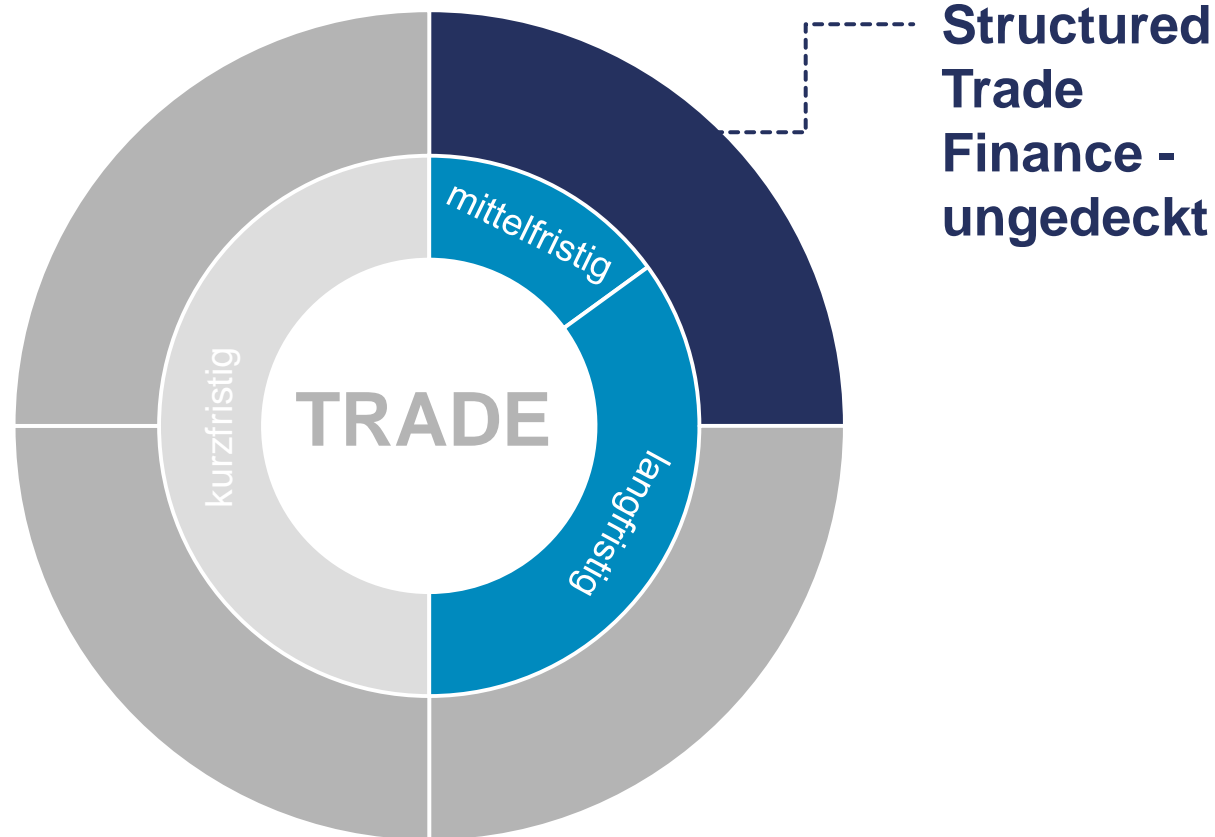 Structured
Trade
Finance -
ungedeckt
mittelfristig
kurzfristig
TRADE
langfristig